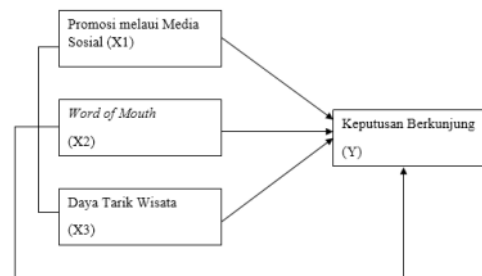 Promosi melaui Media
Sosial (X1)
Word of Mouth
(X2)
Daya Tarik Wisata
(X3)
Keputusan Berkunjung
(Y)